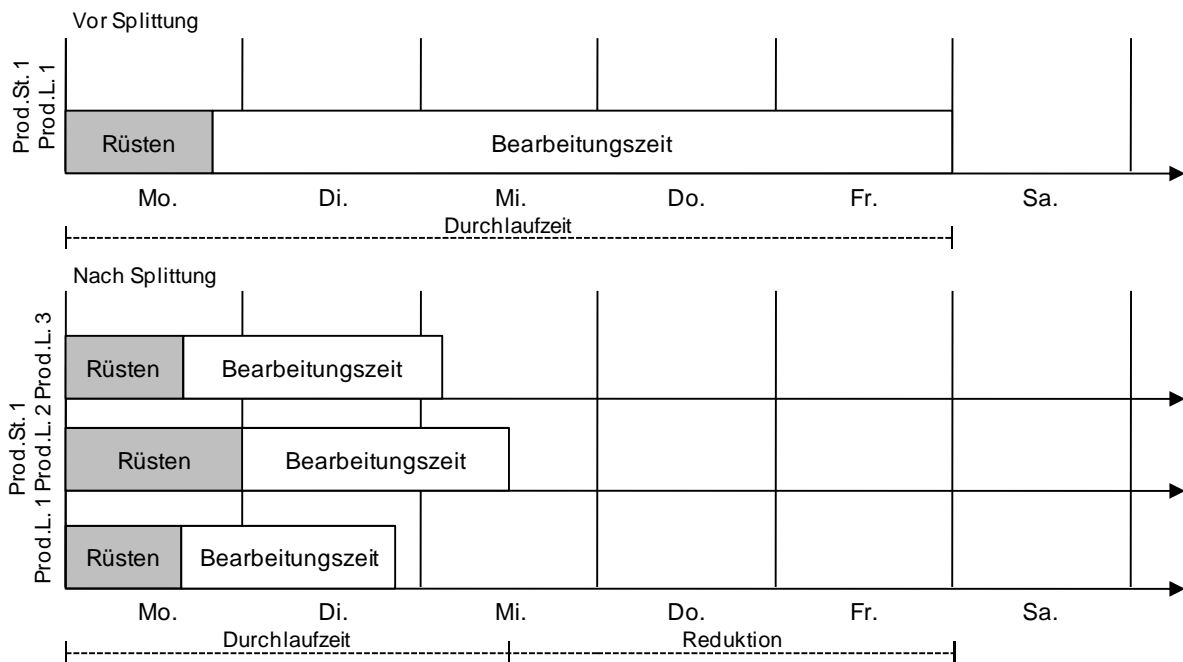 Vor Splittung
Prod.St. 1
Prod.L. 1
Rüsten
Bearbeitungszeit
Mo.
Di.
Mi.
Do.
Fr.
Sa.
Durchlaufzeit
Nach Splittung
Prod.St. 1
Prod.L. 3
Rüsten
Bearbeitungszeit
Prod.L. 2
Rüsten
Bearbeitungszeit
Prod.L. 1
Rüsten
Bearbeitungszeit
Mo.
Di.
Mi.
Do.
Fr.
Sa.
Durchlaufzeit
Reduktion